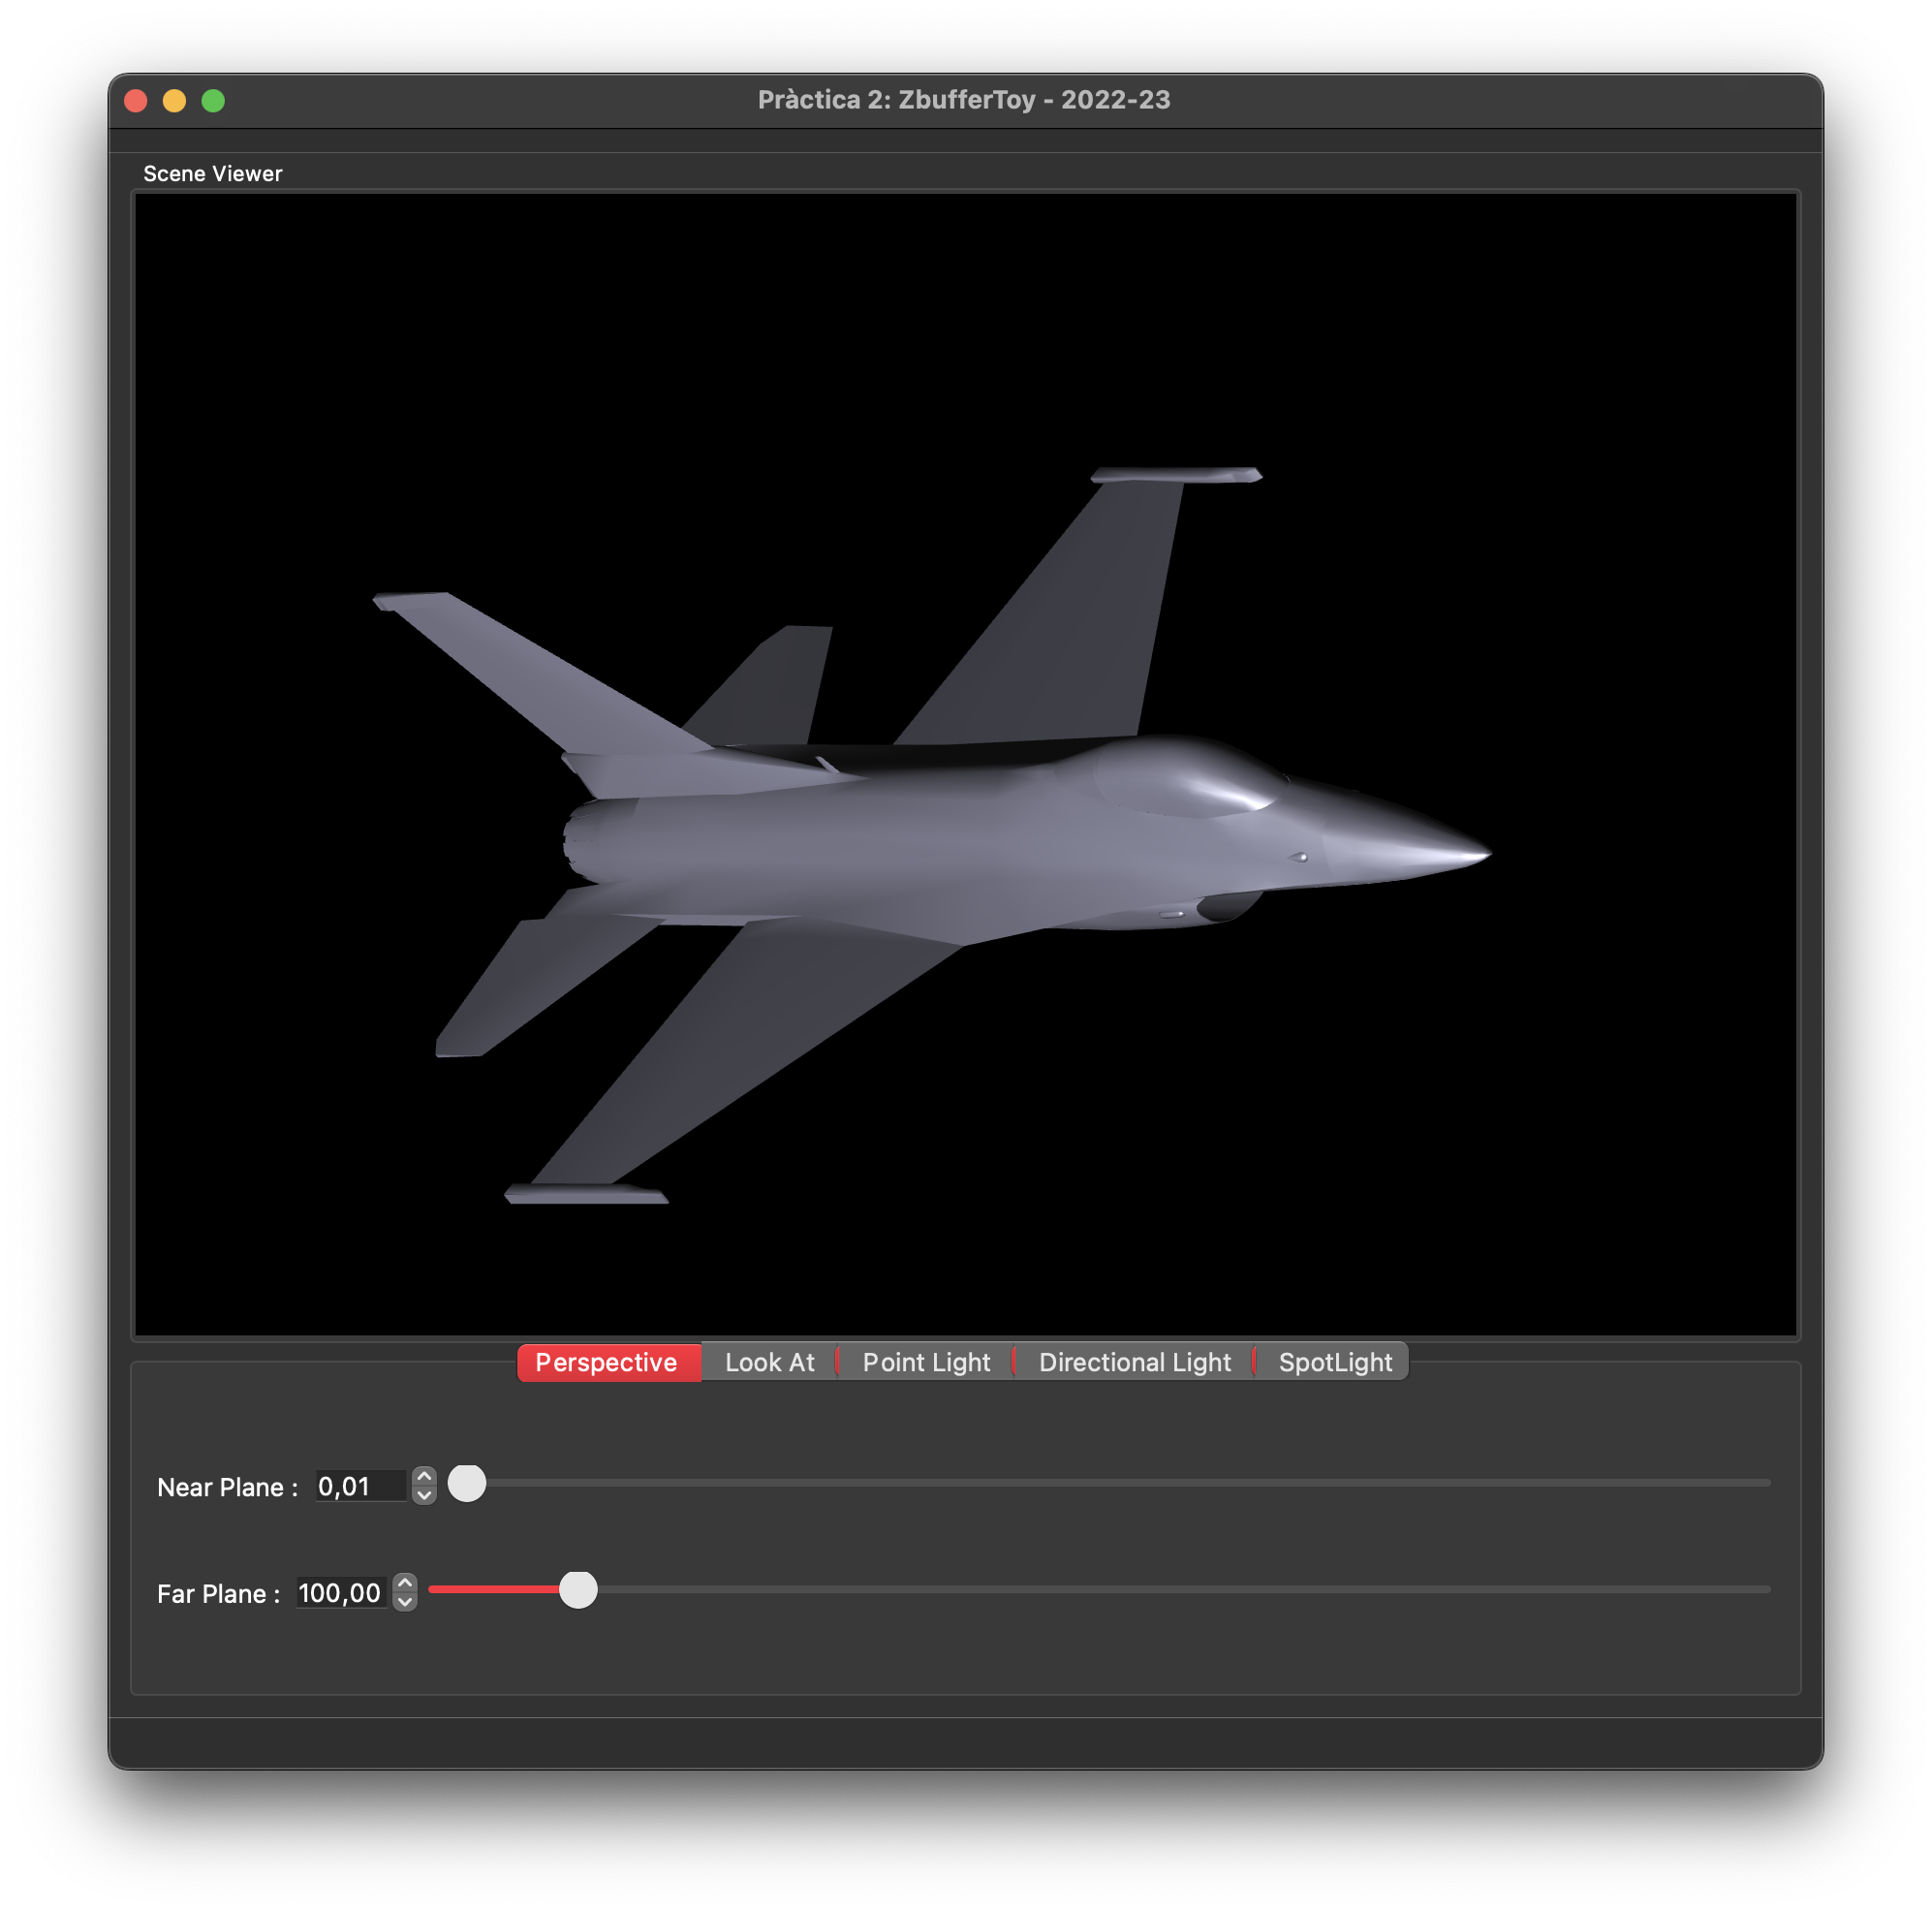 Pràctica 2: ZbufferToy - 2022-23
Scene Viewer
Perspective Look At Point Light Directional Light SpotLight
Near Plane : 0,01
Far Plane : 100,00